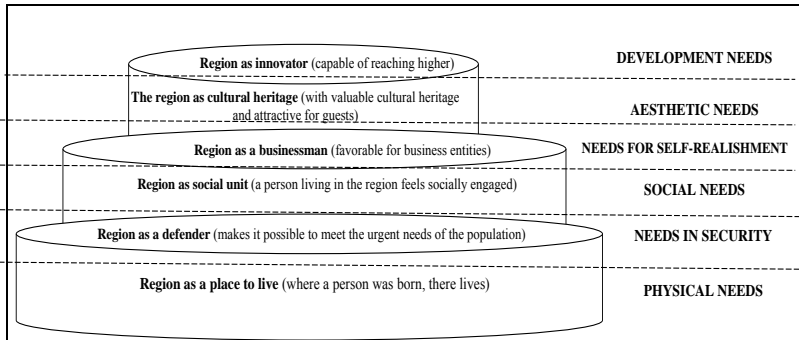 Region as innovator (capable of reaching higher)
DEVELOPMENT NEEDS
The region as cultural heritage (with valuable cultural heritage
and attractive for guests)
AESTHETIC NEEDS
Region as a businessman (favorable for business entities)
NEEDS FOR SELF-REALISHMENT
Region as social unit (a person living in the region feels socially engaged)
SOCIAL NEEDS
Region as a defender (makes it possible to meet the urgent needs of the population)
NEEDS IN SECURITY
Region as a place to live (where a person was born, there lives)
PHYSICAL NEEDS